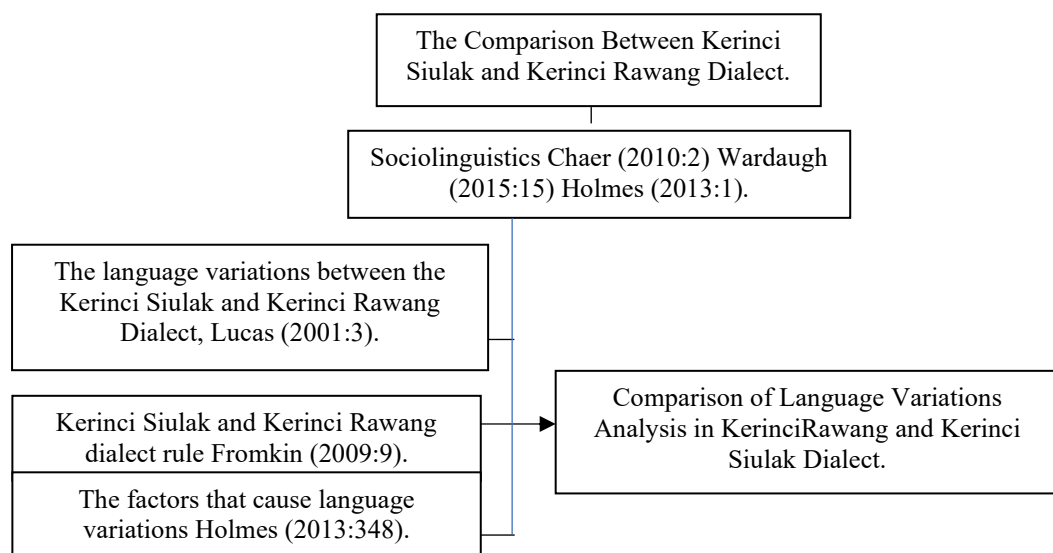 The Comparison Between Kerinci
Siulak and Kerinci Rawang Dialect.
Sociolinguistics Chaer (2010:2) Wardaugh
(2015:15) Holmes (2013:1).
The language variations between the
Kerinci Siulak and Kerinci Rawang
Dialect, Lucas (2001:3).
Kerinci Siulak and Kerinci Rawang
dialect rule Fromkin (2009:9).
The factors that cause language
variations Holmes (2013:348).
Comparison of Language Variations
Analysis in KerinciRawang and Kerinci
Siulak Dialect.